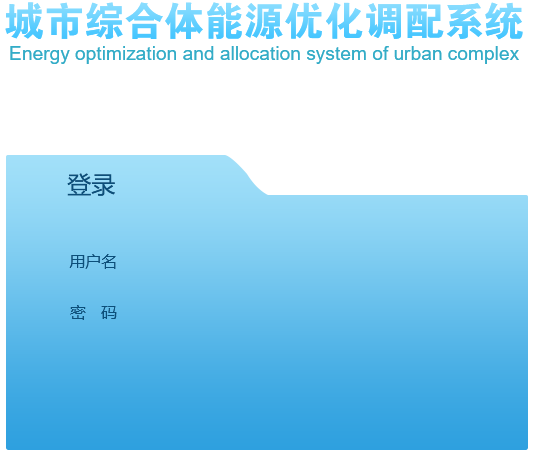 城市综合体能源优化调配系统
Energy optimization and allocation system of urban complex
登录
用户名
密 码